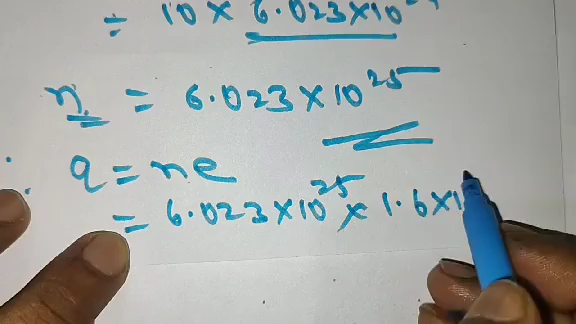 = 10 × 6.023×10
n = 6.023×10²⁵
∴ q = ne
= 6.023×10²⁵ × 1.6×1